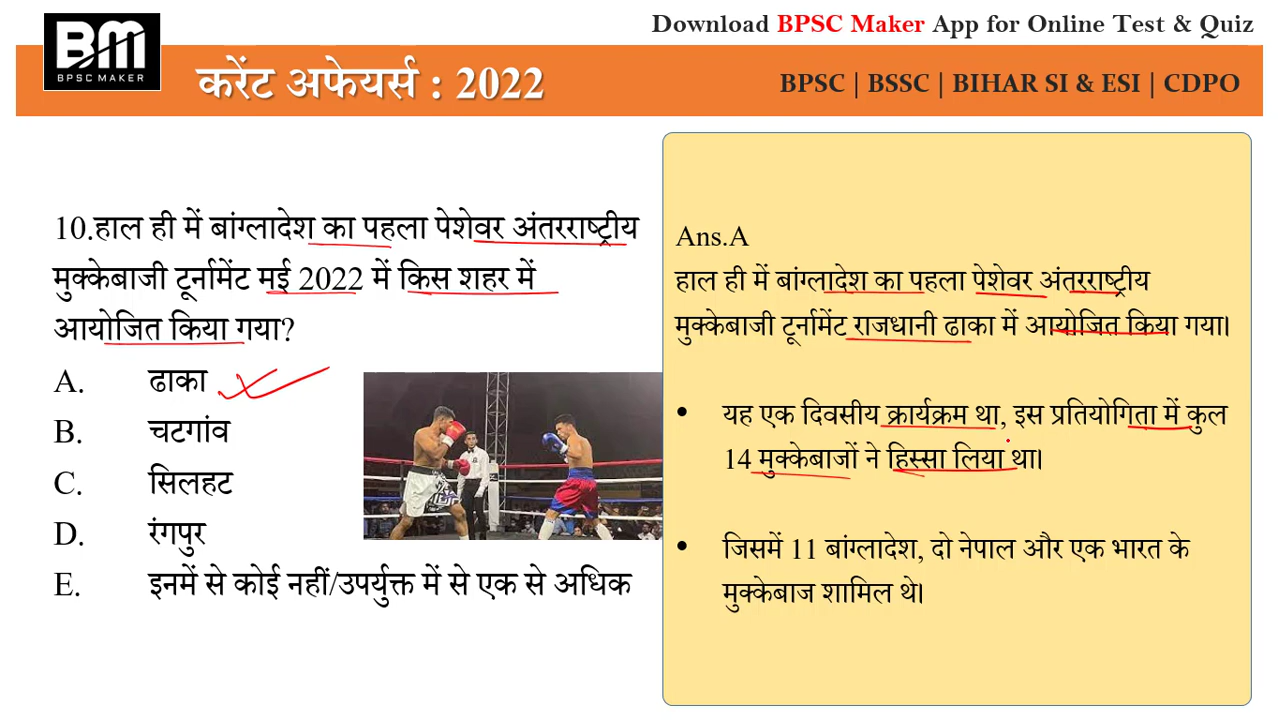 Download BPSC Maker App for Online Test & Quiz
BM
BPSC MAKER
करेंट अफेयर्स : 2022
BPSC | BSSC | BIHAR SI & ESI | CDPO
10.हाल ही में बांग्लादेश का पहला पेशेवर अंतरराष्ट्रीय
मुक्केबाजी टूर्नामेंट मई 2022 में किस शहर में
आयोजित किया गया?
A. ढाका
B. चटगांव
C. सिलहट
D. रंगपुर
E. इनमें से कोई नहीं/उपर्युक्त में से एक से अधिक
Ans.A
हाल ही में बांग्लादेश का पहला पेशेवर अंतरराष्ट्रीय
मुक्केबाजी टूर्नामेंट राजधानी ढाका में आयोजित किया गया।
• यह एक दिवसीय कार्यक्रम था, इस प्रतियोगिता में कुल
14 मुक्केबाजों ने हिस्सा लिया था।
• जिसमें 11 बांग्लादेश, दो नेपाल और एक भारत के
मुक्केबाज शामिल थे।